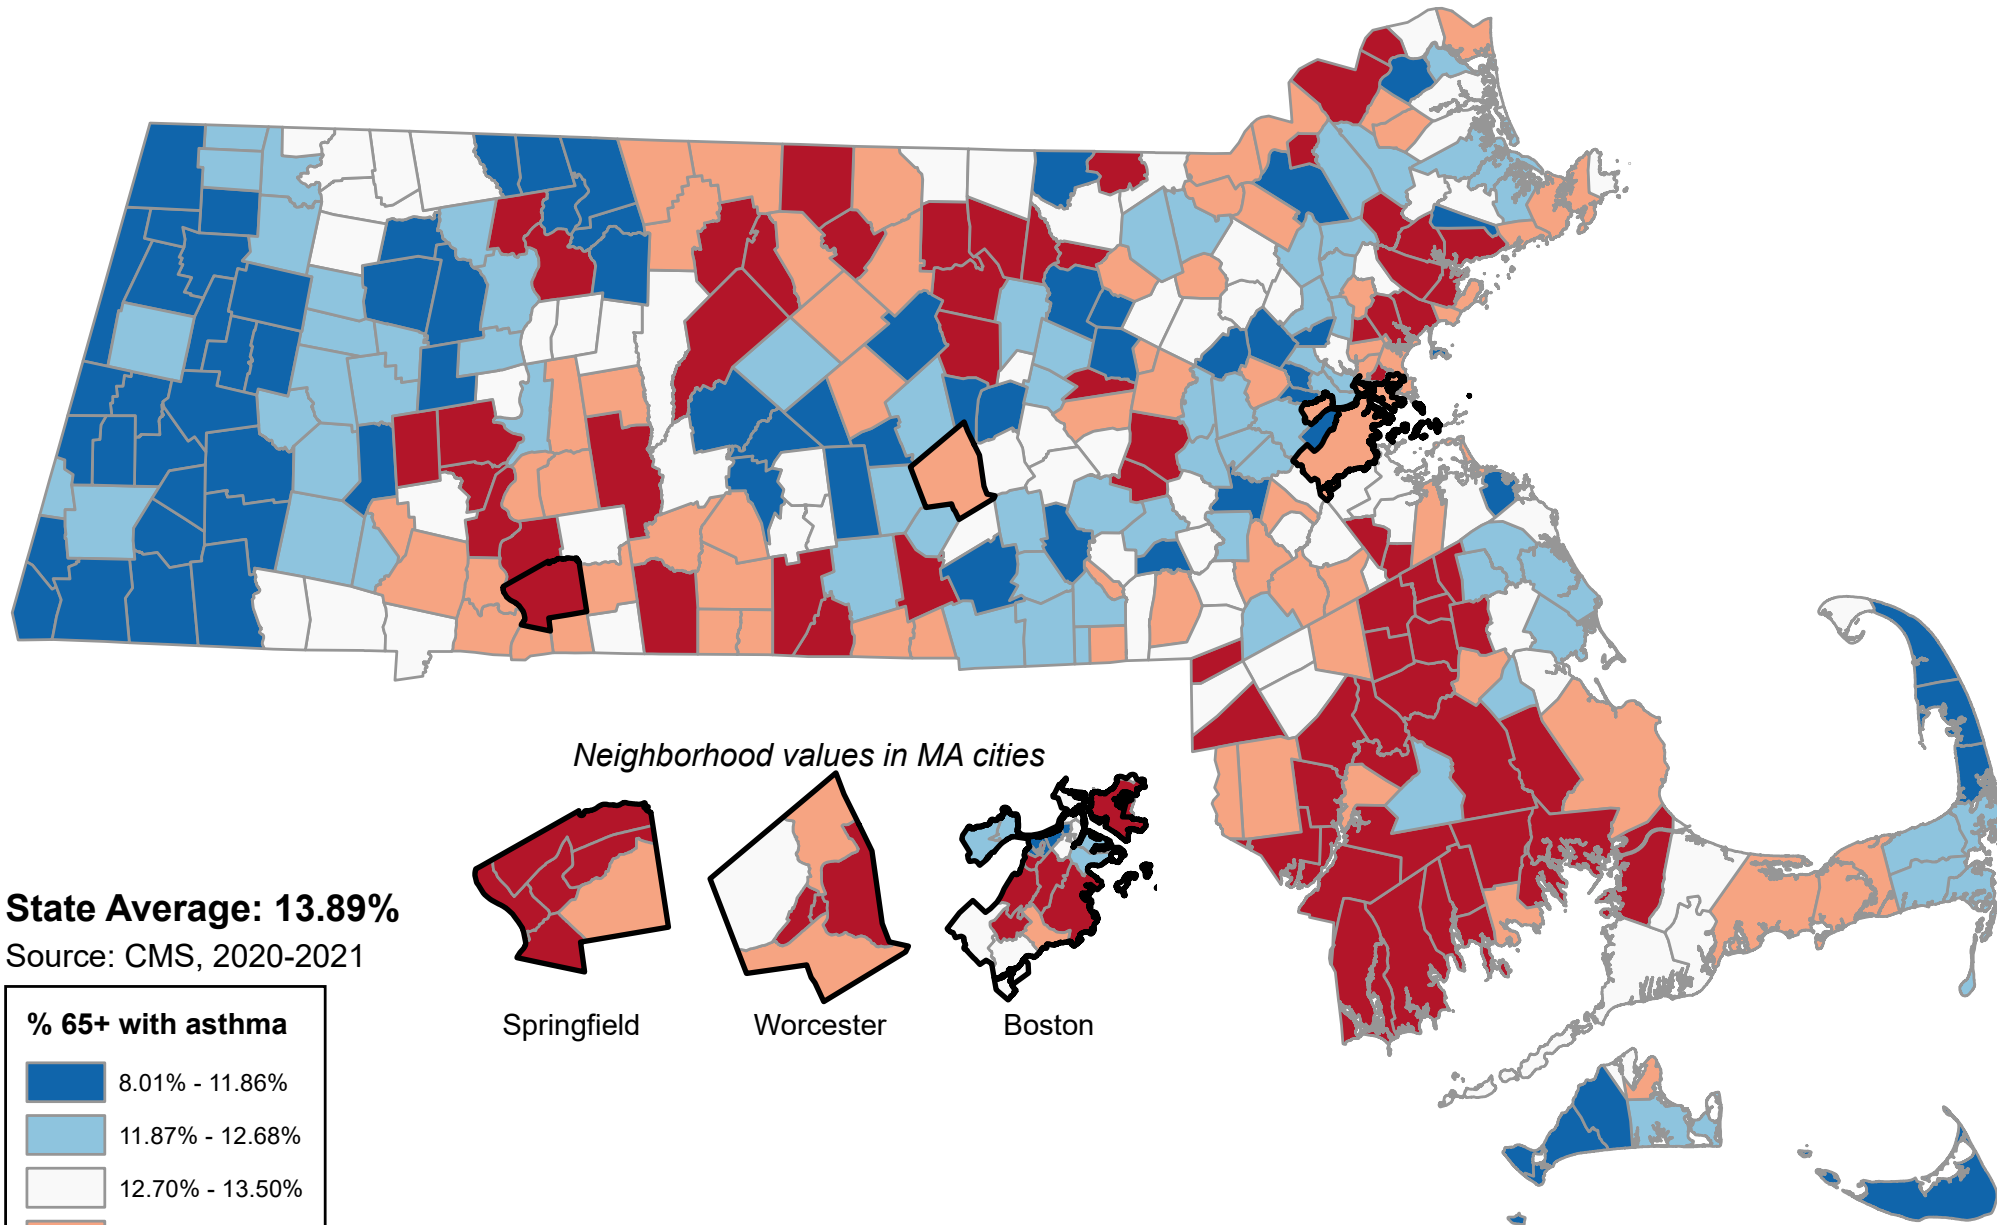 Neighborhood values in MA cities
Springfield
Worcester
Boston
State Average: 13.89%
Source: CMS, 2020-2021
% 65+ with asthma
8.01% - 11.86%
11.87% - 12.68%
12.70% - 13.50%